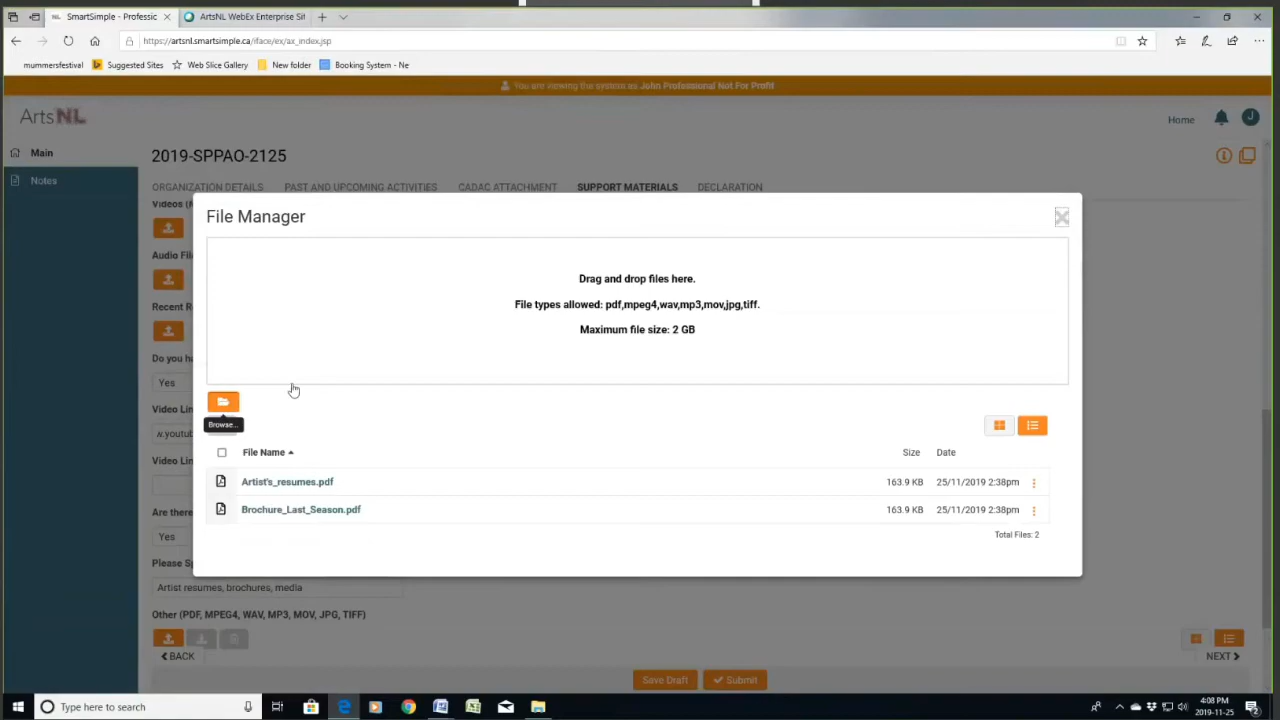 SmartSimple - Professic
ArtsNL WebEx Enterprise Sit
https://artsnl.smartsimple.ca/iface/ex/ax_index.jsp
mummersfestival Suggested Sites Web Slice Gallery New folder Booking System - Ne
You are viewing the system as John Professional Not For Profit
ArtsNL
Home
J
Main
Notes
2019-SPPAO-2125
ORGANIZATION DETAILS PAST AND UPCOMING ACTIVITIES CADAC ATTACHMENT SUPPORT MATERIALS DECLARATION
Videos (M
Audio File
Recent R
Do you ha
Yes
Video Lin
w.youtub
Video Lin
Are there
Yes
Please Sp
Artist resumes, brochures, media
Other (PDF, MPEG4, WAV, MP3, MOV, JPG, TIFF)
BACK
NEXT
Save Draft
Submit
File Manager
Drag and drop files here.
File types allowed: pdf,mpeg4,wav,mp3,mov,jpg,tiff.
Maximum file size: 2 GB
Browse...
File Name Size Date
Artist's_resumes.pdf 163.9 KB 25/11/2019 2:38pm
Brochure_Last_Season.pdf 163.9 KB 25/11/2019 2:38pm
Total Files: 2
Type here to search
4:08 PM
2019-11-25
2